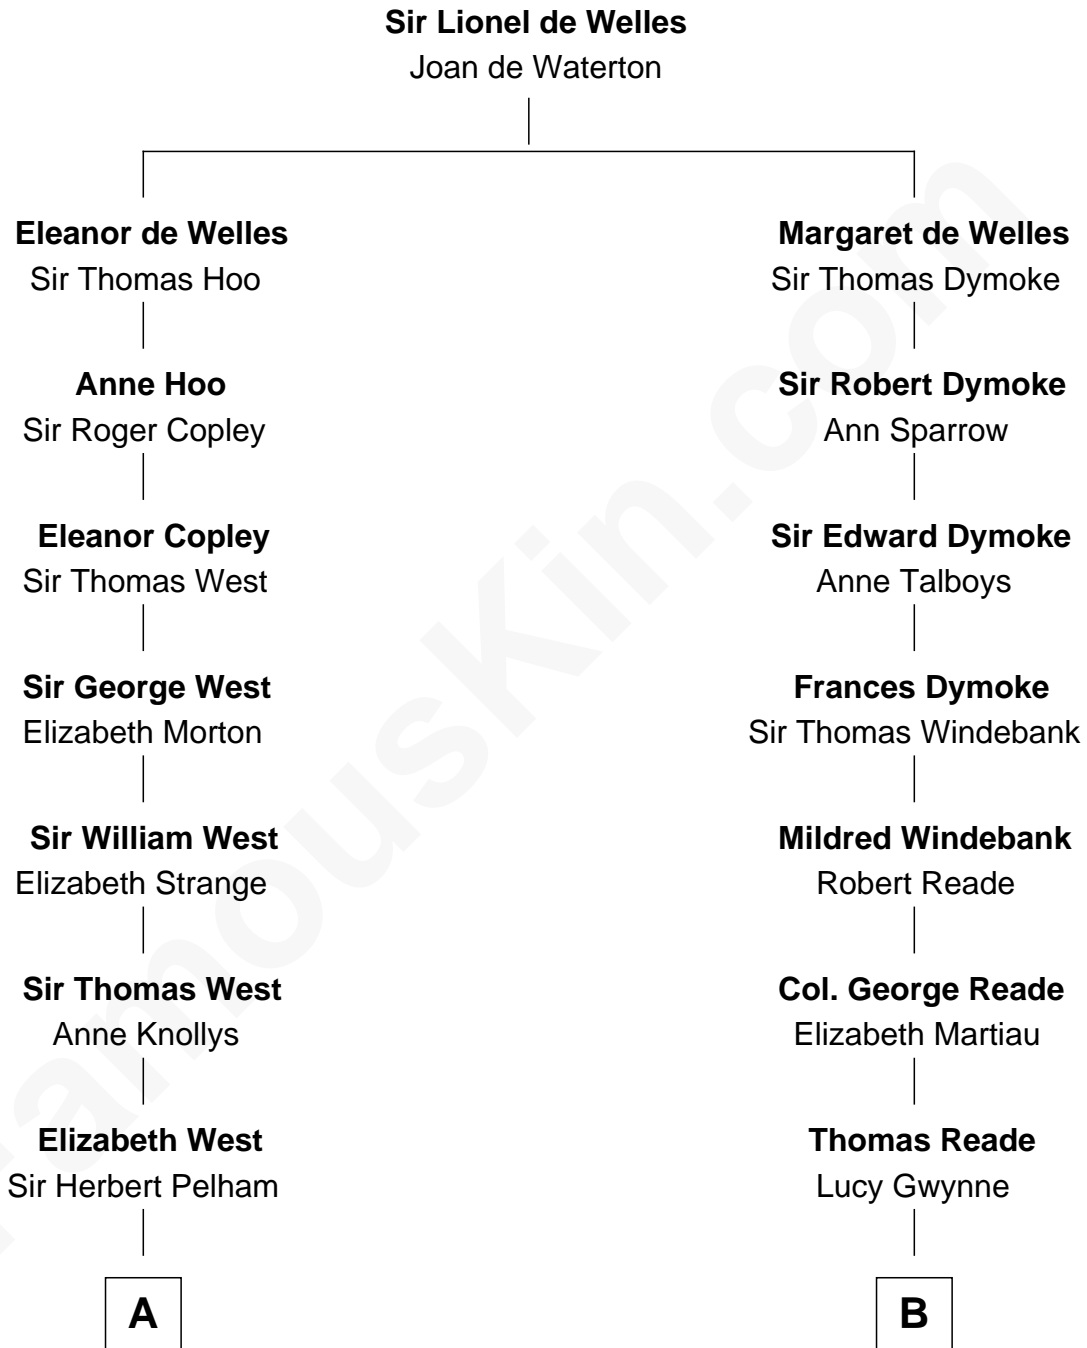 Sir Lionel de Welles
Joan de Waterton
Eleanor de Welles
Sir Thomas Hoo
Margaret de Welles
Sir Thomas Dymoke
Anne Hoo
Sir Roger Copley
Sir Robert Dymoke
Ann Sparrow
Eleanor Copley
Sir Thomas West
Sir Edward Dymoke
Anne Talboys
Sir George West
Elizabeth Morton
Frances Dymoke
Sir Thomas Windebank
Sir William West
Elizabeth Strange
Mildred Windebank
Robert Reade
Sir Thomas West
Anne Knollys
Col. George Reade
Elizabeth Martiau
Elizabeth West
Sir Herbert Pelham
Thomas Reade
Lucy Gwynne
A
B
FamousKin.com